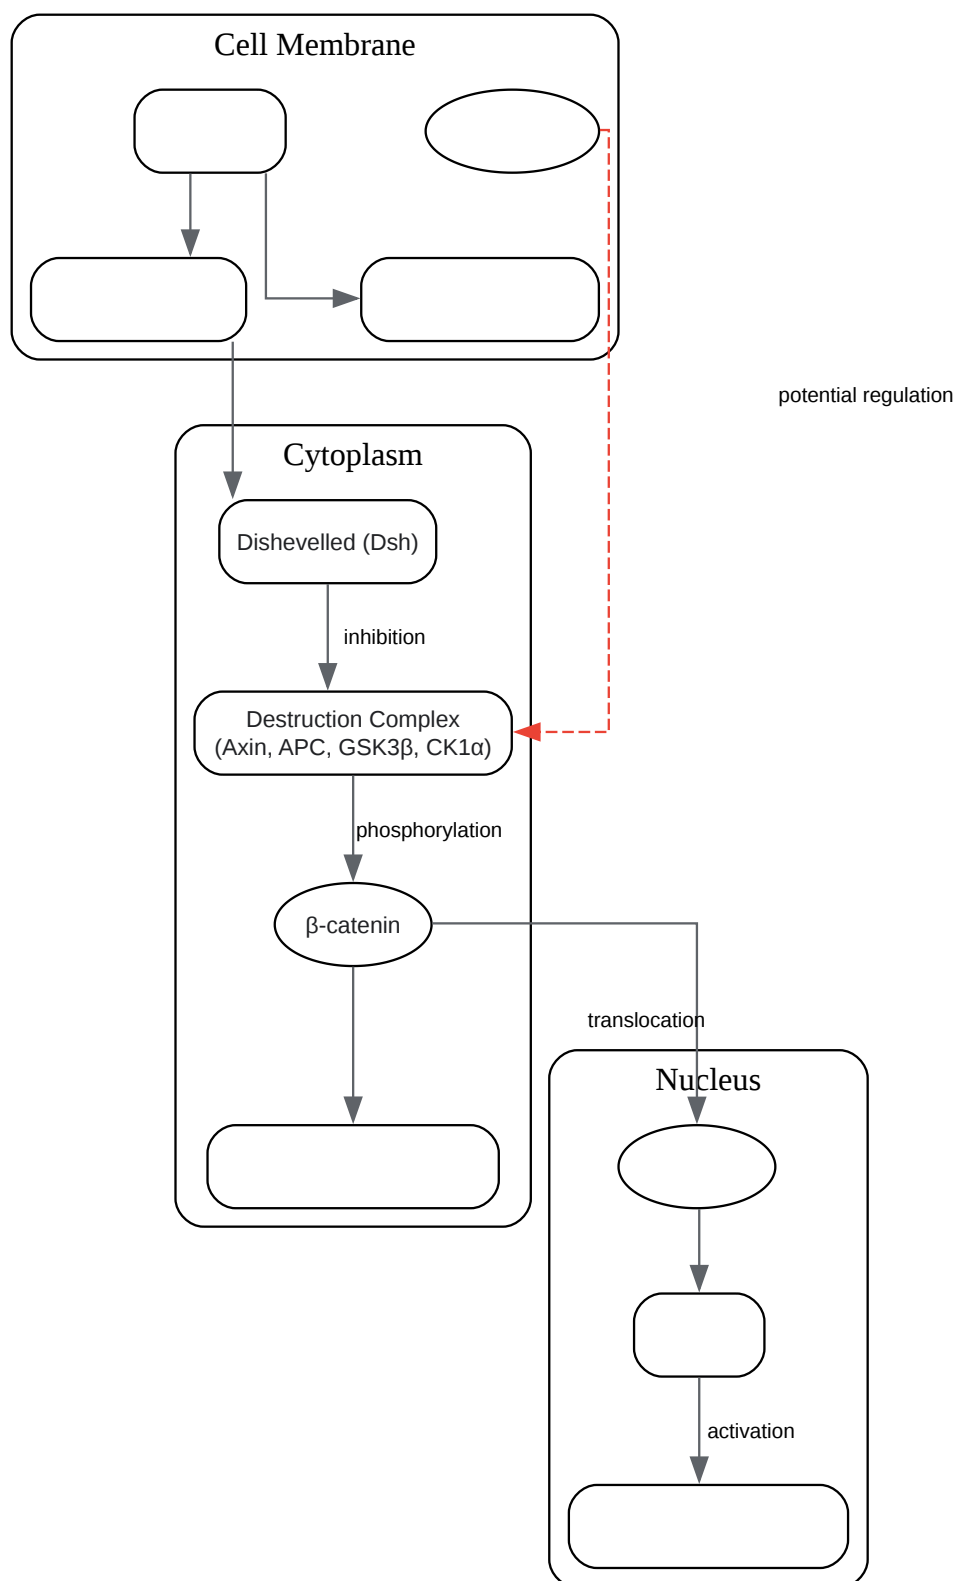 Cell Membrane
potential regulation
Cytoplasm
Dishevelled (Dsh)
inhibition
Destruction Complex
(Axin, APC, GSK3β, CK1α)
phosphorylation
β-catenin
translocation
Nucleus
activation